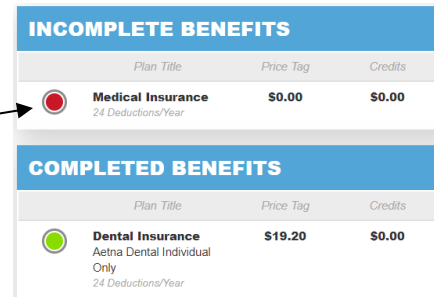 INCOMPLETE BENEFITS
Plan Title Price Tag Credits
Medical Insurance $0.00 $0.00
24 Deductions/Year
COMPLETED BENEFITS
Plan Title Price Tag Credits
Dental Insurance $19.20 $0.00
Aetna Dental Individual
Only
24 Deductions/Year